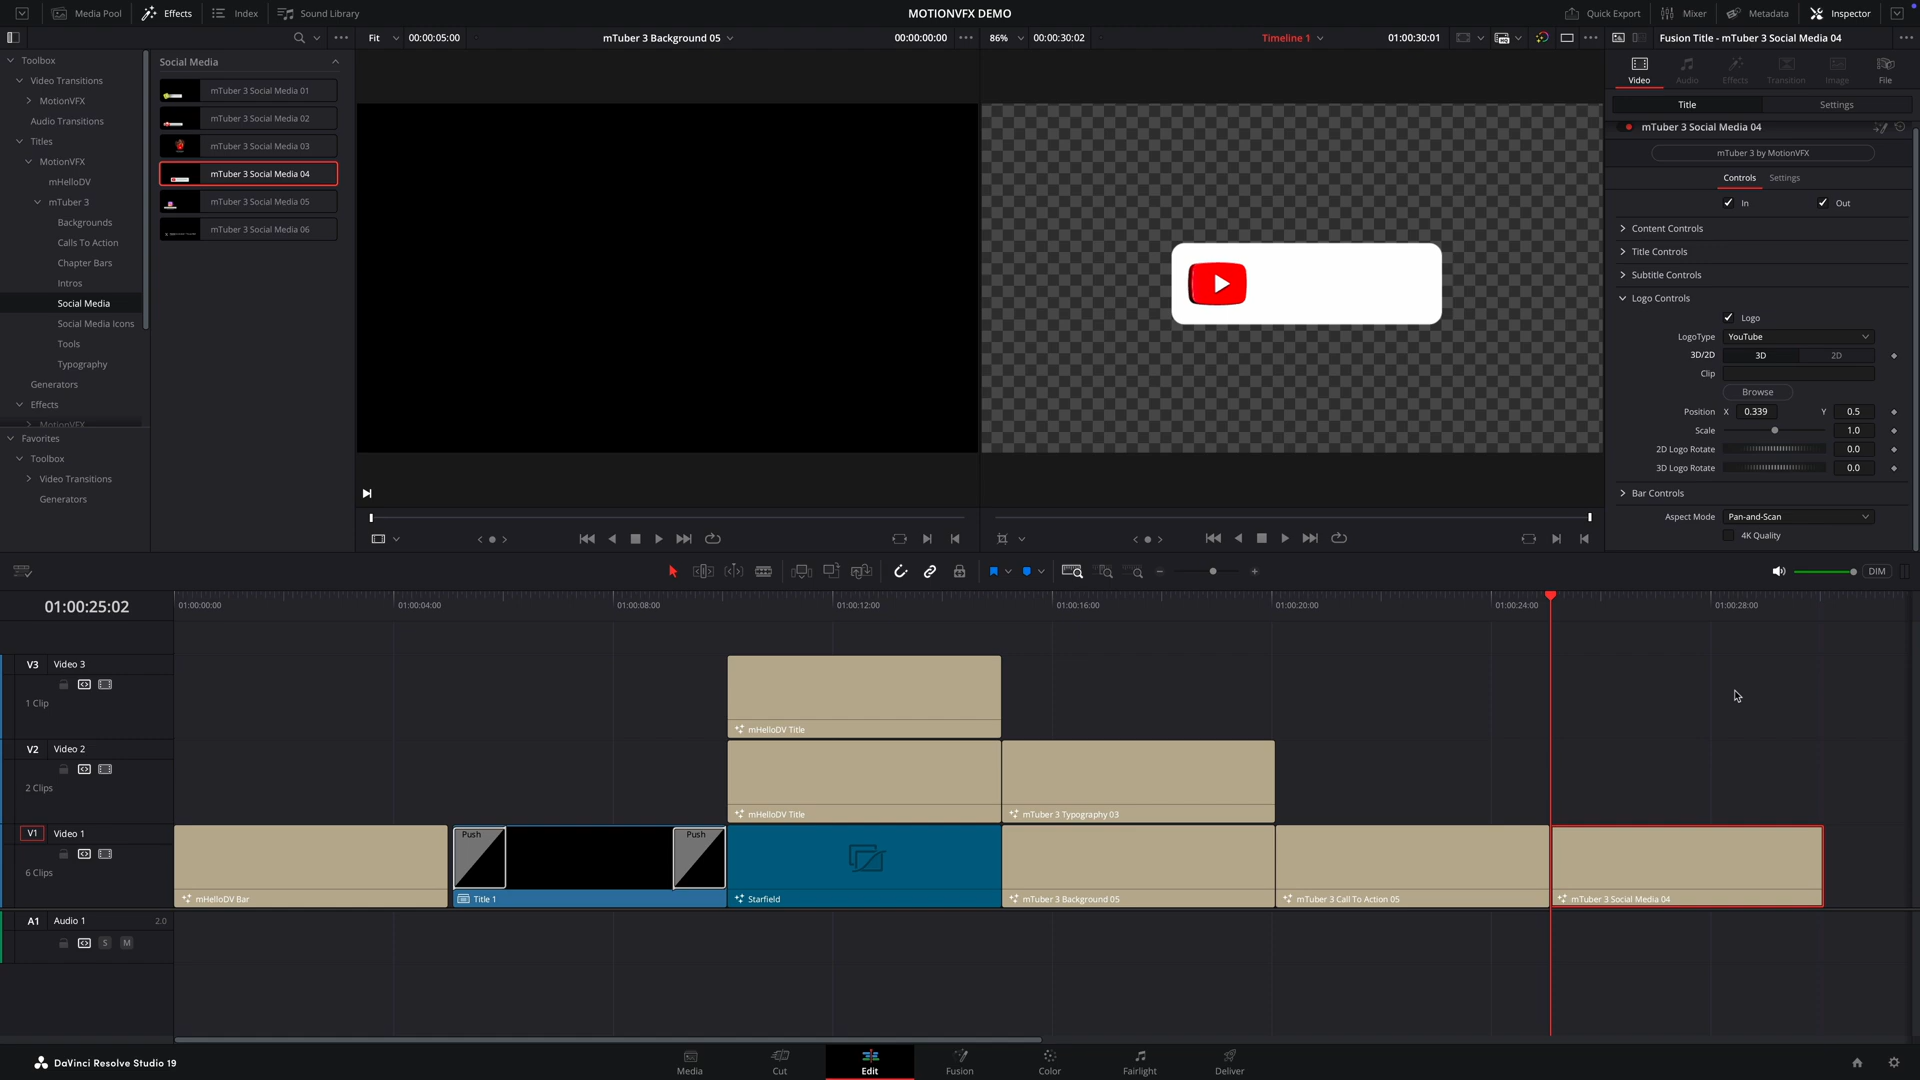 Media Pool Effects Index Sound Library MOTIONVFX DEMO Quick Export Mixer Metadata Inspector
Fit 00:00:05:00 mTuber 3 Background 05 00:00:00:00 86% 00:00:30:02 Timeline 1 01:00:30:01 Fusion Title - mTuber 3 Social Media 04
Toolbox
Video Transitions
MotionVFX
Audio Transitions
Titles
MotionVFX
mHelloDV
mTuber 3
Backgrounds
Calls To Action
Chapter Bars
Intros
Social Media
Social Media Icons
Tools
Typography
Generators
Effects
MotionVFX
Favorites
Toolbox
Video Transitions
Generators
Social Media
mTuber 3 Social Media 01
mTuber 3 Social Media 02
mTuber 3 Social Media 03
mTuber 3 Social Media 04
mTuber 3 Social Media 05
mTuber 3 Social Media 06
Video Audio Effects Transition Image File
Title Settings
mTuber 3 Social Media 04
mTuber 3 by MotionVFX
Controls Settings
In Out
Content Controls
Title Controls
Subtitle Controls
Logo Controls
Logo
LogoType YouTube
3D/2D 3D 2D
Clip
Browse
Position X 0.339 Y 0.5
Scale 1.0
2D Logo Rotate 0.0
3D Logo Rotate 0.0
Bar Controls
Aspect Mode Pan-and-Scan
4K Quality
DIM
01:00:25:02 01:00:00:00 01:00:04:00 01:00:08:00 01:00:12:00 01:00:16:00 01:00:20:00 01:00:24:00 01:00:28:00
V3 Video 3
1 Clip
mHelloDV Title
V2 Video 2
2 Clips
mHelloDV Title mTuber 3 Typography 03
V1 Video 1
Push Push
6 Clips
mHelloDV Bar Title 1 Starfield mTuber 3 Background 05 mTuber 3 Call To Action 05 mTuber 3 Social Media 04
A1 Audio 1 2.0
S M
DaVinci Resolve Studio 19
Media Cut Edit Fusion Color Fairlight Deliver